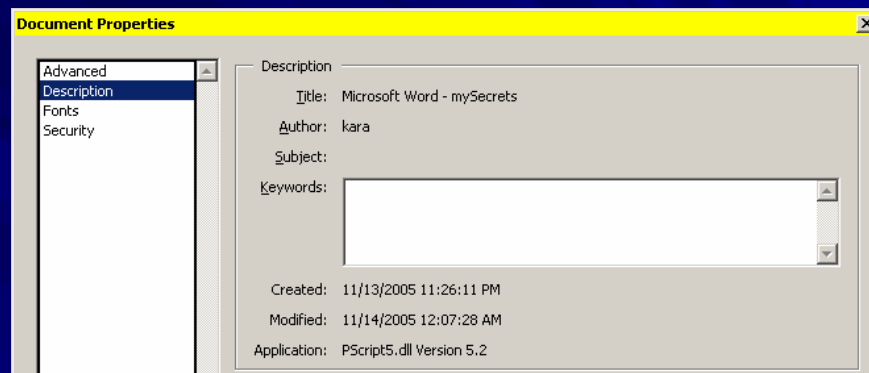 Document Properties
Advanced
Description
Fonts
Security
Description
Title: Microsoft Word - mySecrets
Author: kara
Subject:
Keywords:
Created: 11/13/2005 11:26:11 PM
Modified: 11/14/2005 12:07:28 AM
Application: PScript5.dll Version 5.2